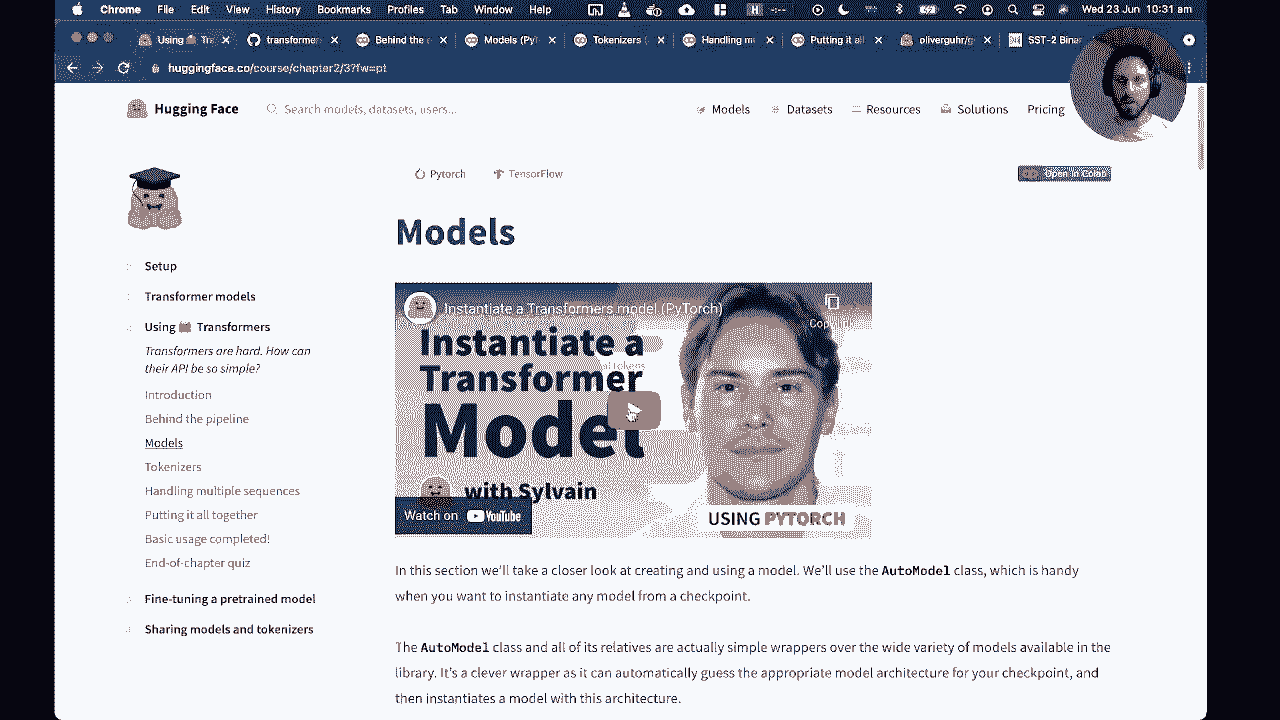 Chrome File Edit View History Bookmarks Profiles Tab Window Help Wed 23 Jun 10:31 am
Using transformer Behind the Models (PyT Tokenizers ( Handling m Putting it all oliverguhr/g SST-2 Bina
huggingface.co/course/chapter2/3?fw=pt
Hugging Face Search models, datasets, users... Models Datasets Resources Solutions Pricing
Pytorch TensorFlow Open in Colab
Models
Setup
Transformer models
Using Transformers
Transformers are hard. How can
their API be so simple?
Introduction
Behind the pipeline
Models
Tokenizers
Handling multiple sequences
Putting it all together
Basic usage completed!
End-of-chapter quiz
Fine-tuning a pretrained model
Sharing models and tokenizers
Instantiate a Transformers model (PyTorch)
Instantiate a
Transformer
Model
with Sylvain
Watch on YouTube
USING PYTORCH
In this section we'll take a closer look at creating and using a model. We'll use the AutoModel class, which is handy
when you want to instantiate any model from a checkpoint.
The AutoModel class and all of its relatives are actually simple wrappers over the wide variety of models available in the
library. It's a clever wrapper as it can automatically guess the appropriate model architecture for your checkpoint, and
then instantiates a model with this architecture.